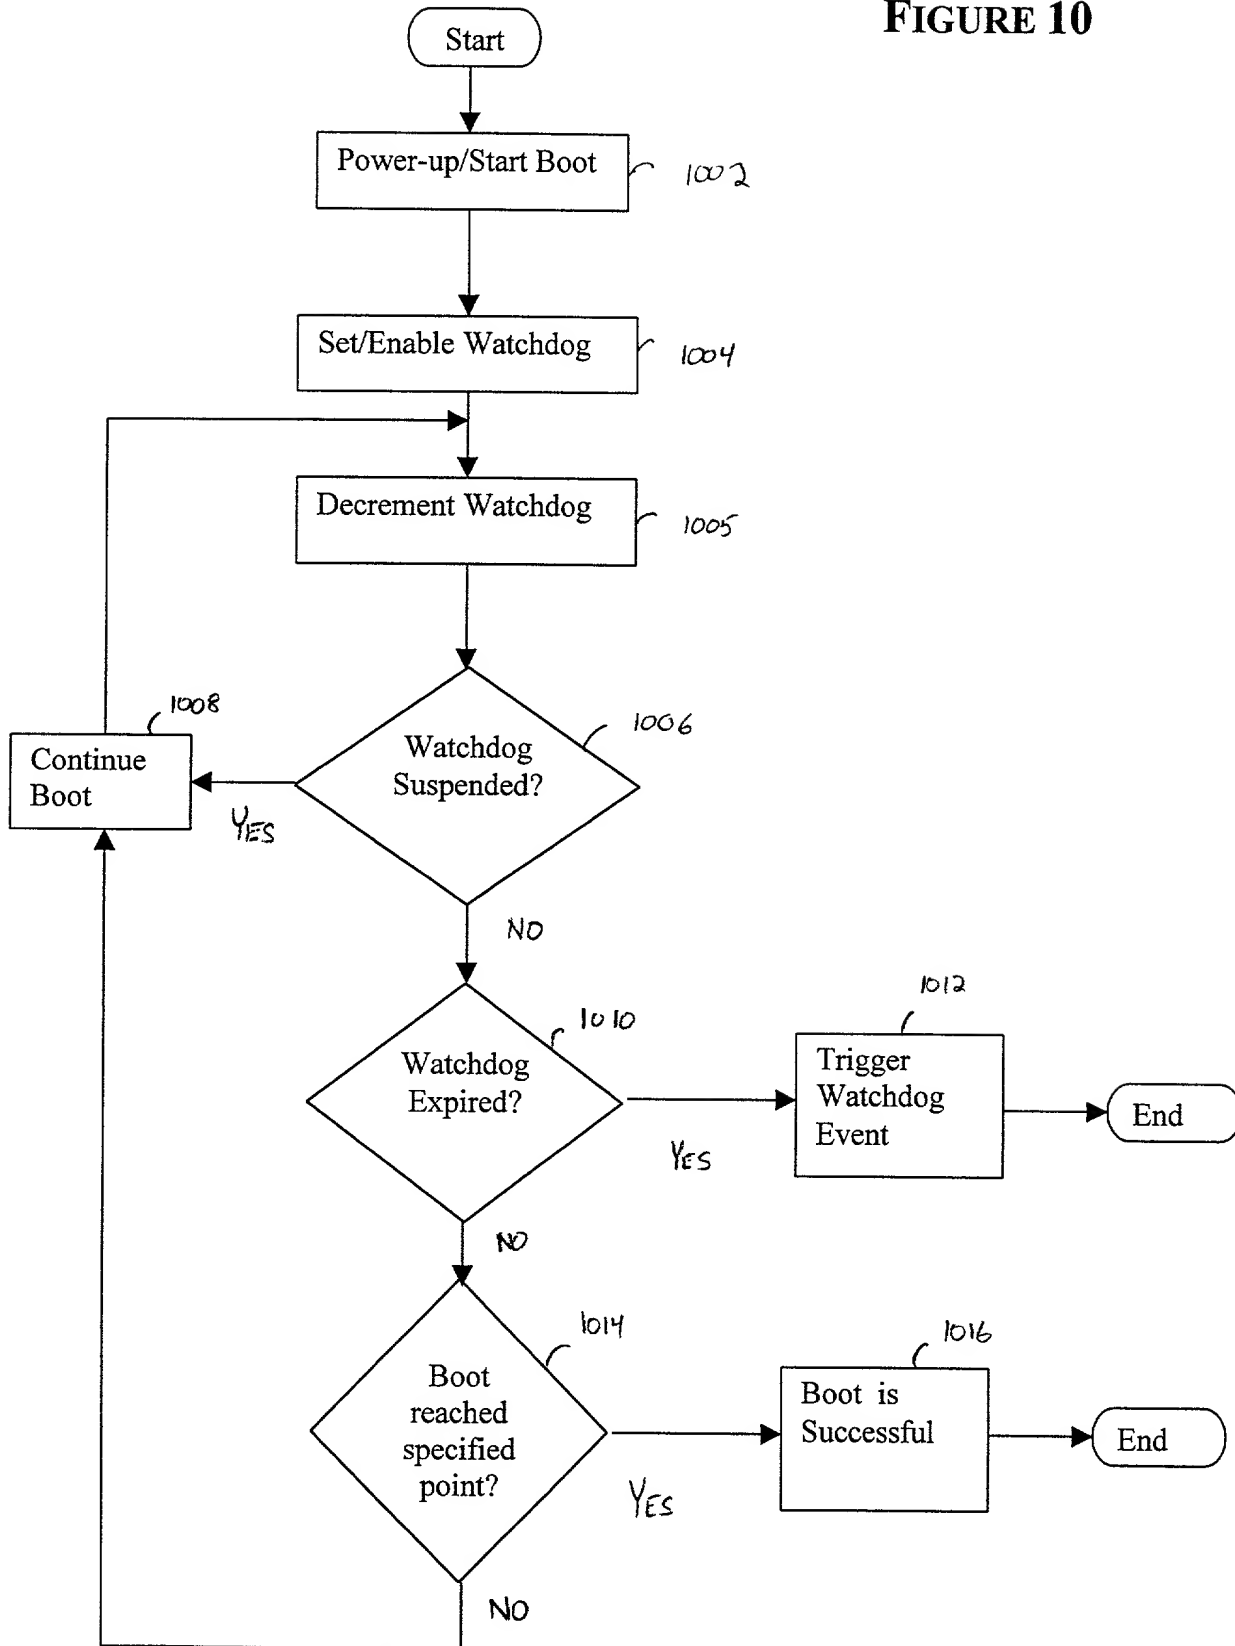 FIGURE 10
Start
Power-up/Start Boot
1002
Set/Enable Watchdog
1004
Decrement Watchdog
1005
1008
Continue
Boot
YES
Watchdog
Suspended?
1006
NO
Watchdog
Expired?
1010
YES
1012
Trigger
Watchdog
Event
End
NO
Boot
reached
specified
point?
1014
YES
1016
Boot is
Successful
End
NO